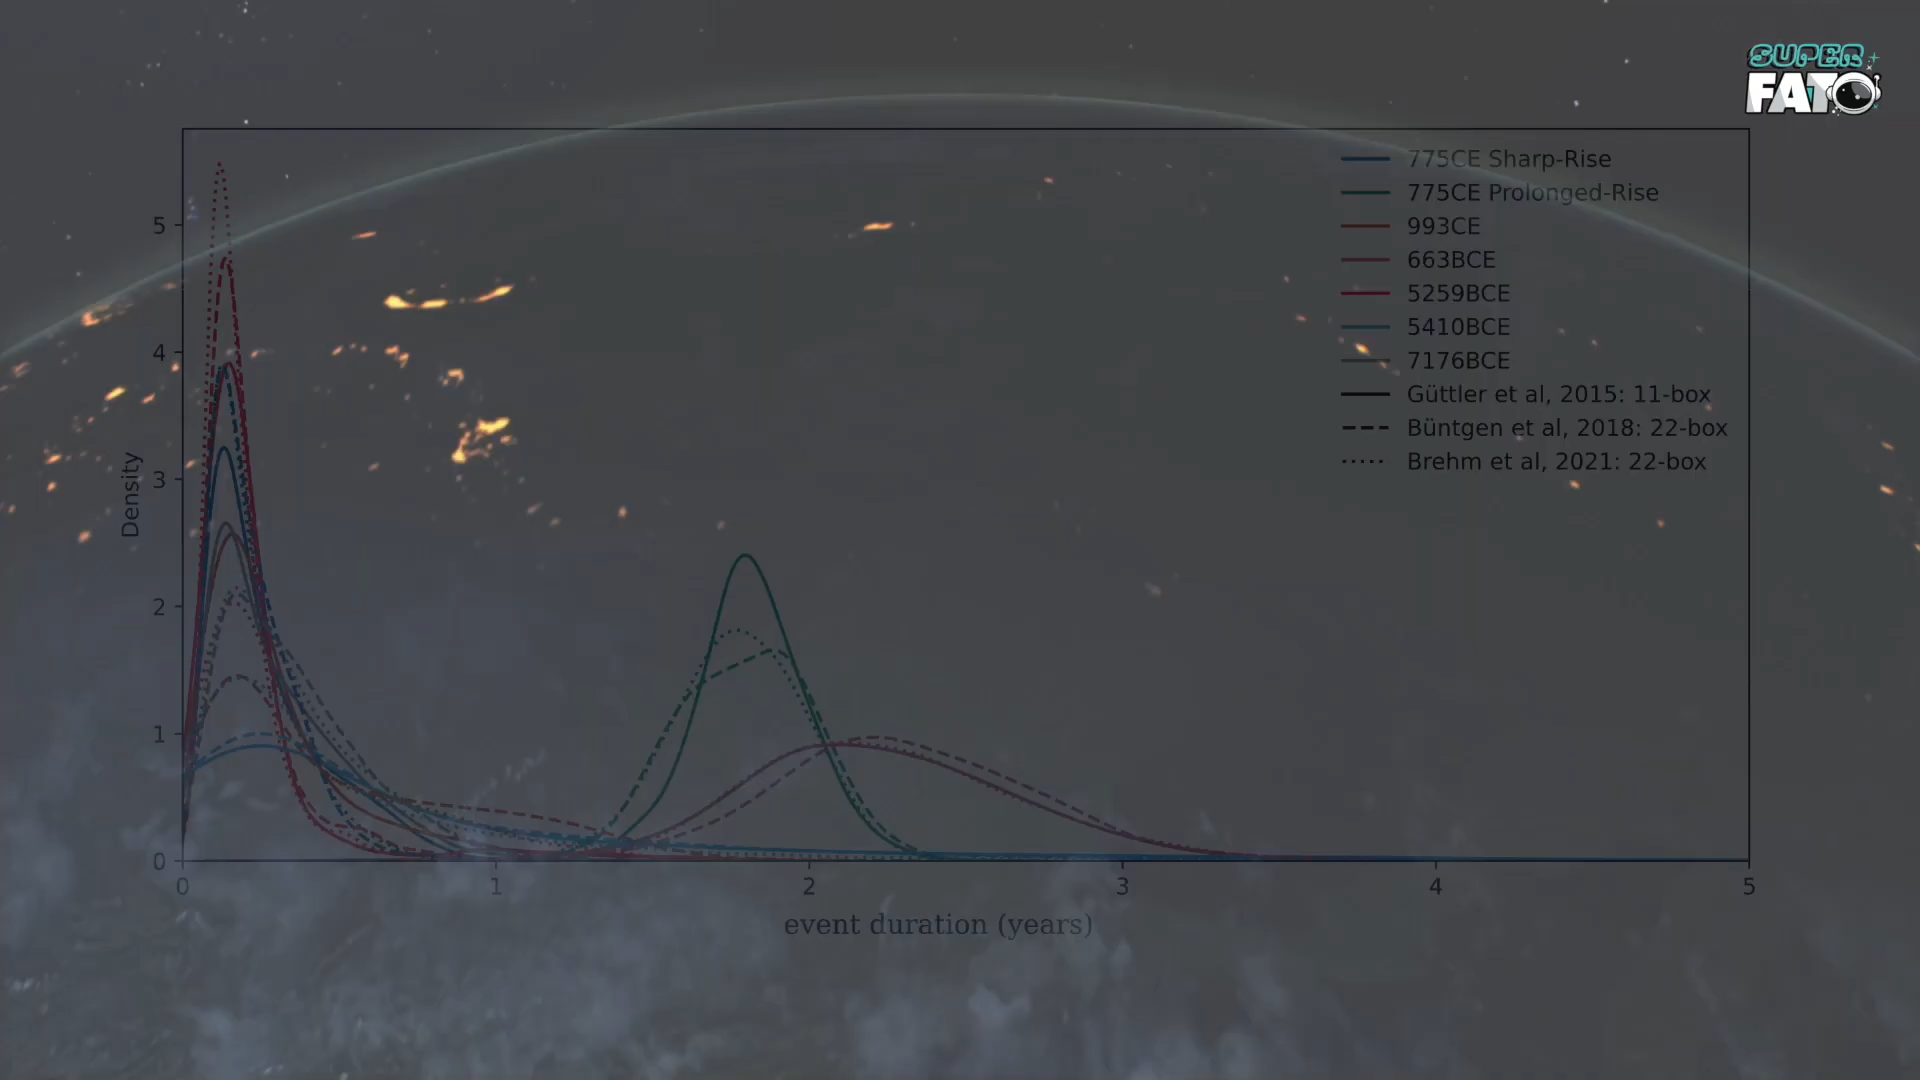 SUPER
FATO
775CE Sharp-Rise
775CE Prolonged-Rise
993CE
663BCE
5259BCE
5410BCE
7176BCE
Güttler et al, 2015: 11-box
Büntgen et al, 2018: 22-box
Brehm et al, 2021: 22-box
Density
5
4
3
2
1
0
0 1 2 3 4 5
event duration (years)